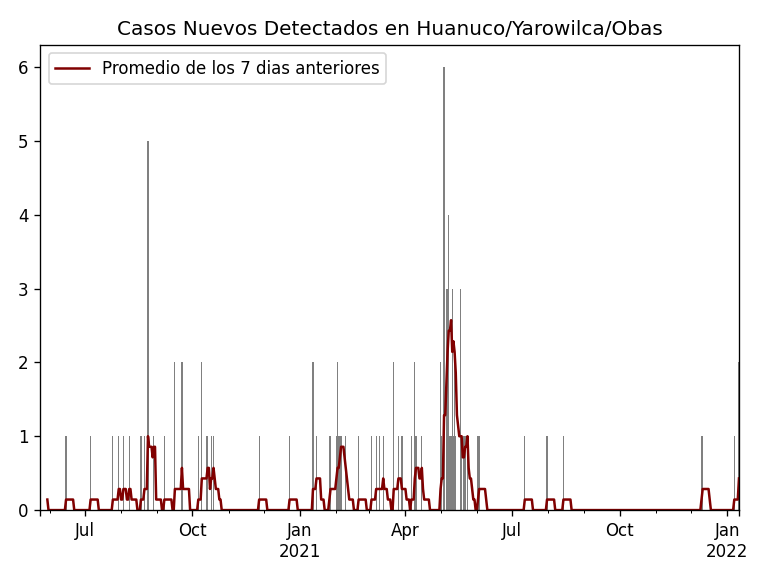 Casos Nuevos Detectados en Huanuco/Yarowilca/Obas
Promedio de los 7 dias anteriores
6
5
4
3
2
1
0
Jul
Oct
Jan
2021
Apr
Jul
Oct
Jan
2022